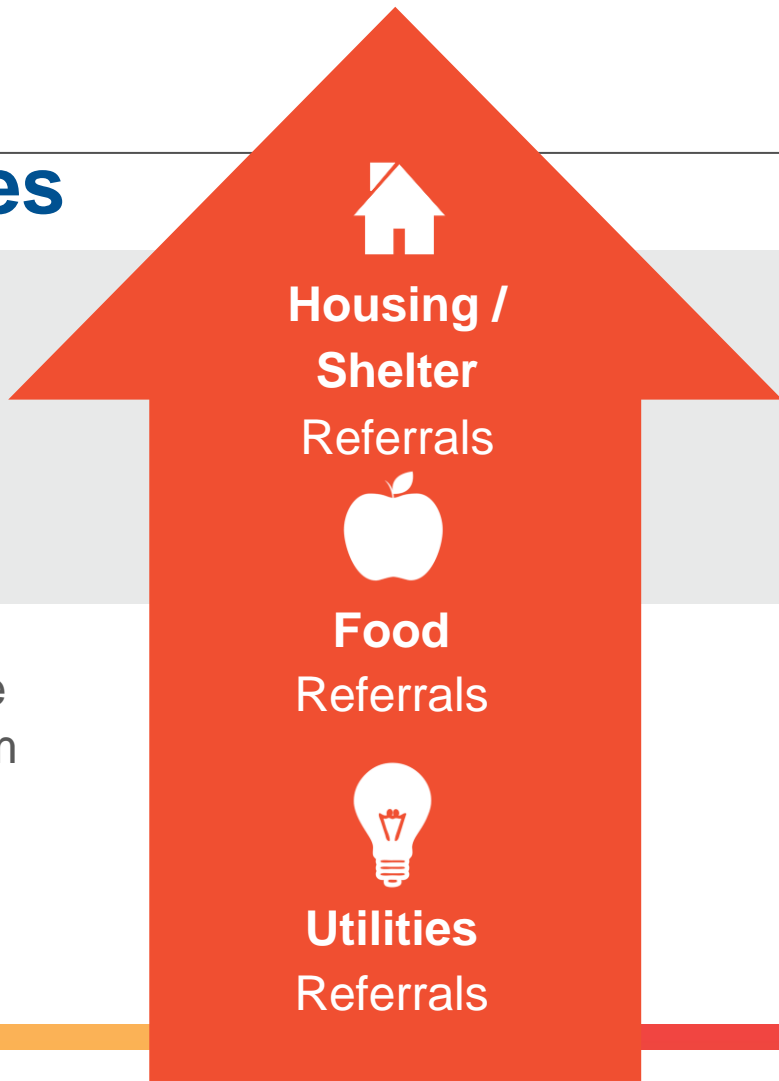 es
Housing /
Shelter
Referrals
Food
Referrals
e
n
Utilities
Referrals